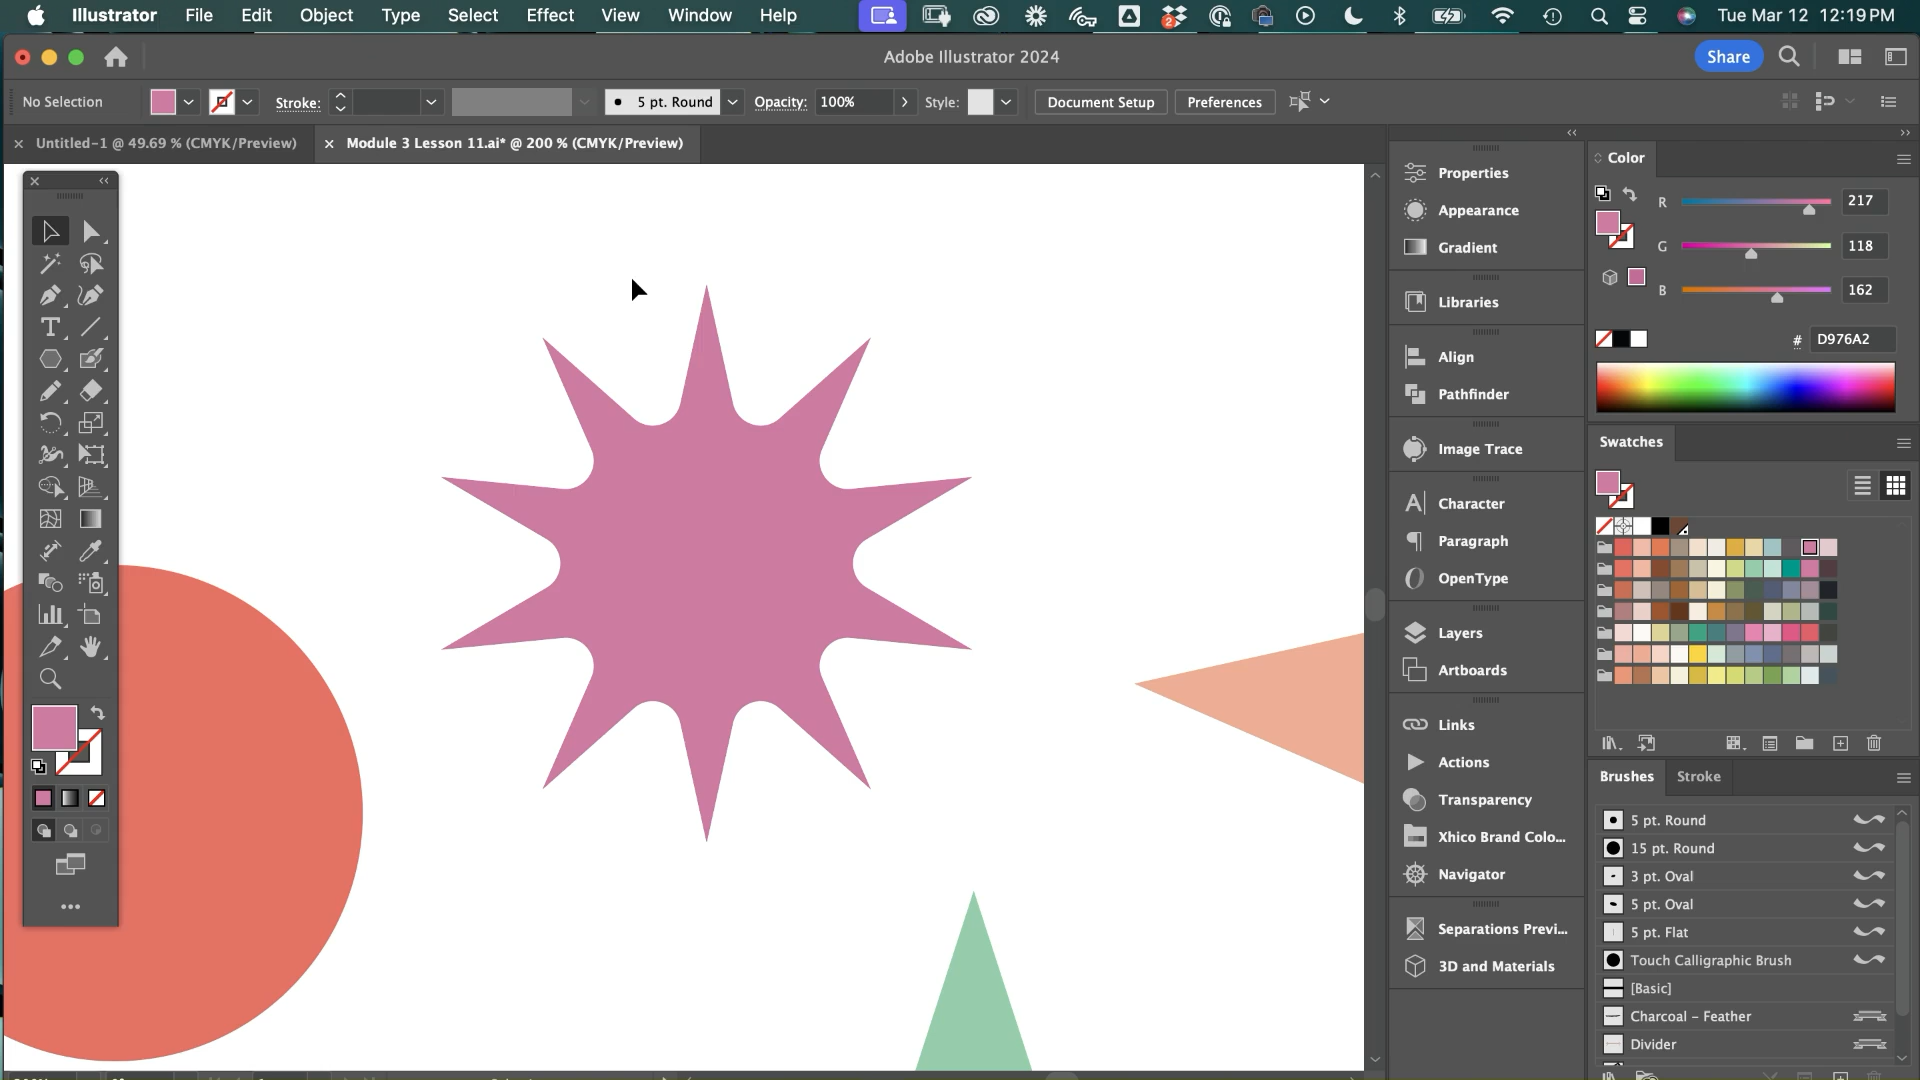 Illustrator File Edit Object Type Select Effect View Window Help 2 Tue Mar 12 12:19 PM
Adobe Illustrator 2024 Share
No Selection Stroke: 5 pt. Round Opacity: 100% Style: Document Setup Preferences
Untitled-1 @ 49.69 % (CMYK/Preview) Module 3 Lesson 11.ai* @ 200 % (CMYK/Preview)
Properties
Appearance
Gradient
Libraries
Align
Pathfinder
Image Trace
Character
Paragraph
OpenType
Layers
Artboards
Links
Actions
Transparency
Xhico Brand Colo...
Navigator
Separations Previ...
3D and Materials
Color
R 217
G 118
B 162
# D976A2
Swatches
Brushes Stroke
5 pt. Round
15 pt. Round
3 pt. Oval
5 pt. Oval
5 pt. Flat
Touch Calligraphic Brush
[Basic]
Charcoal - Feather
Divider